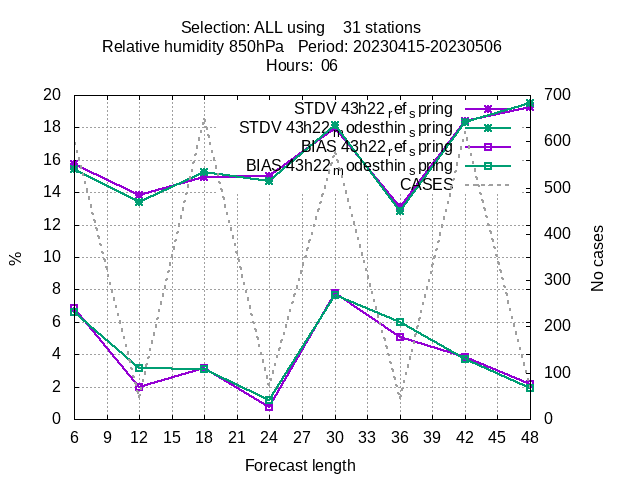 Selection: ALL using    31 stations
Relative humidity 850hPa   Period: 20230415-20230506
Hours:  06
STDV 43h22_ref_spring
STDV 43h22_modesthin_spring
BIAS 43h22_ref_spring
BIAS 43h22_modesthin_spring
CASES
20
18
16
14
12
10
8
6
4
2
0
%
700
600
500
400
300
200
100
0
No cases
6 9 12 15 18 21 24 27 30 33 36 39 42 45 48
Forecast length